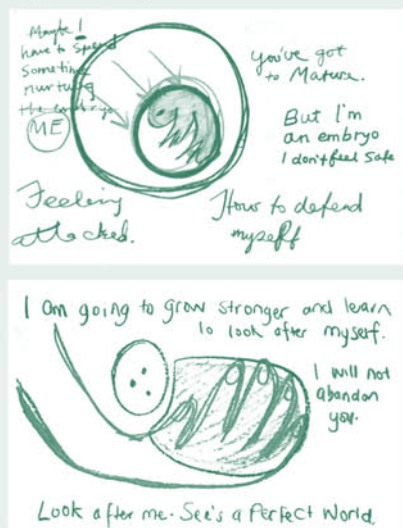 Maybe I
have to spend
some time
nurturing
the embryo
ME
You've got
to Mature.
But I'm
an embryo
I don't feel safe
Feeling
attacked.
How to defend
myself
I Am going to grow stronger and learn
to look after myself.
I will not
abandon
you.
Look after me. See's a Perfect World